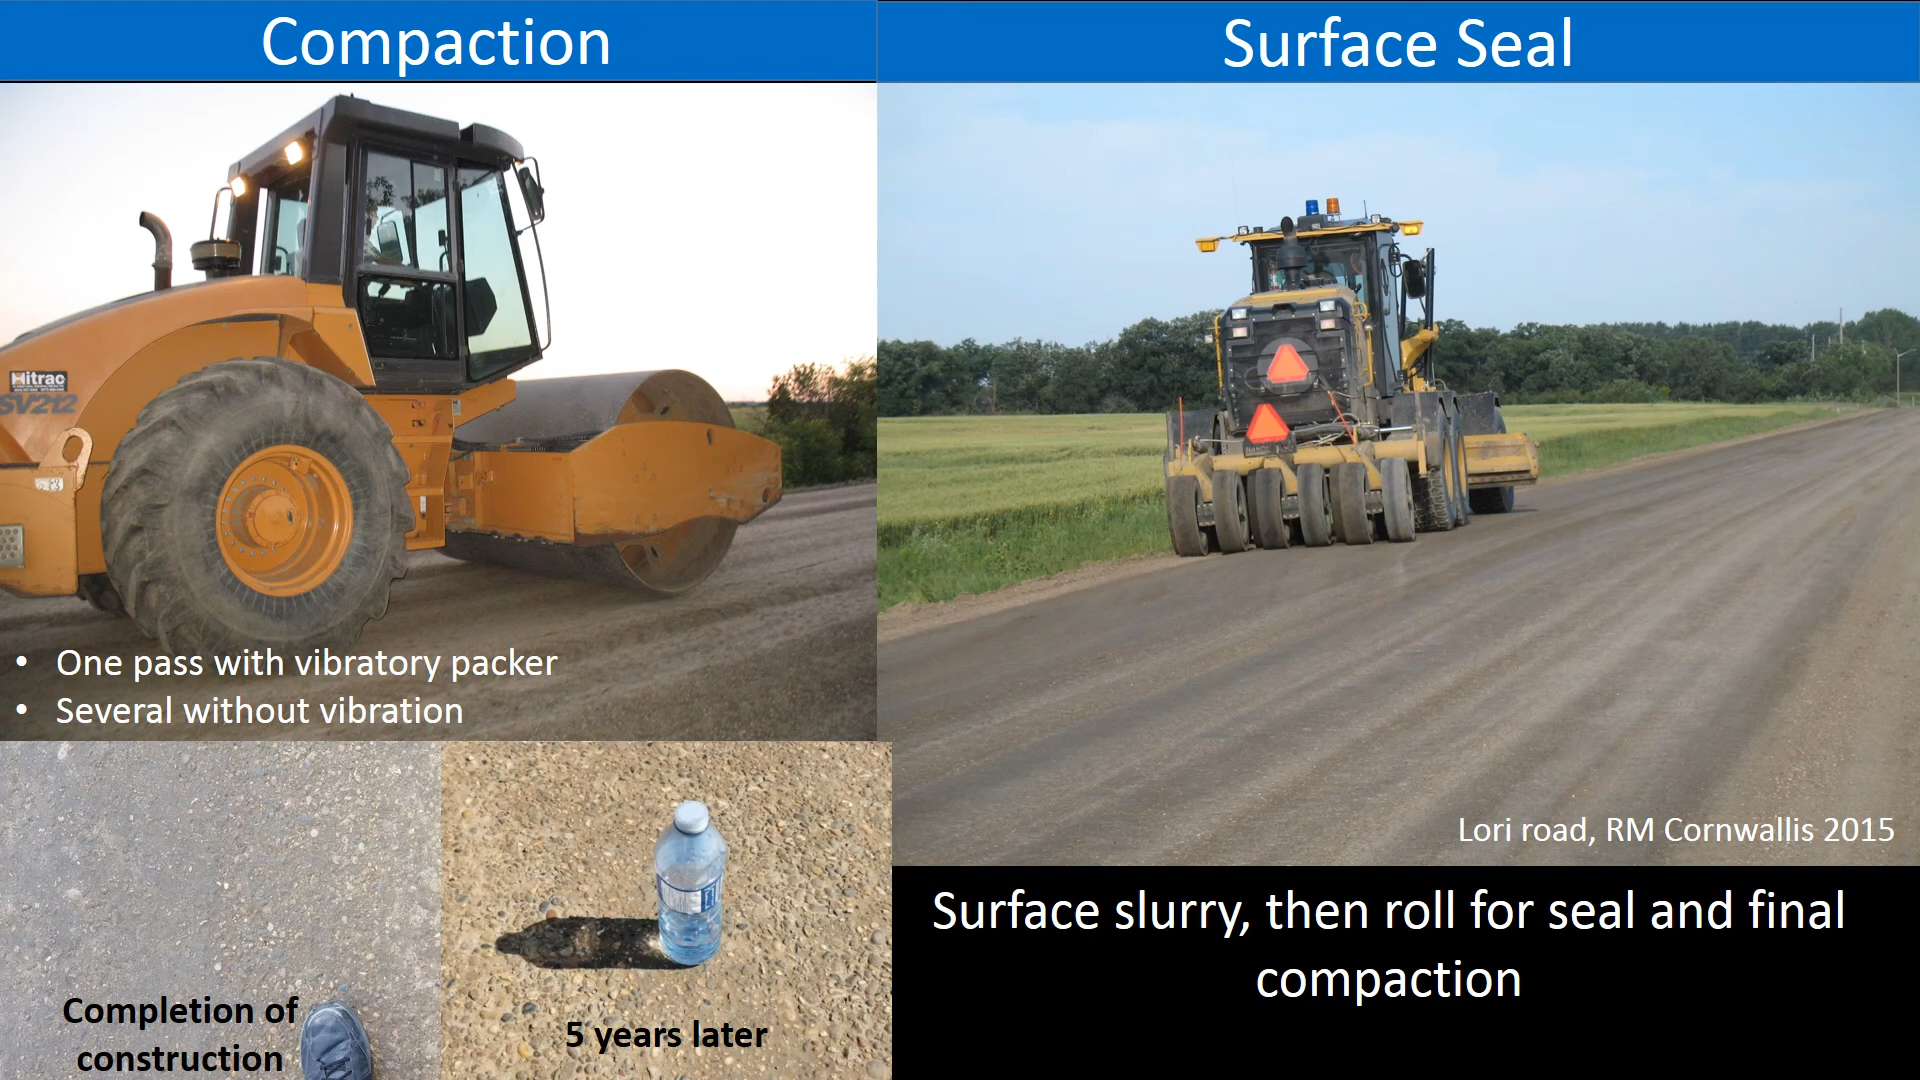 Compaction
Hitrac
SV212
• One pass with vibratory packer
• Several without vibration
Completion of
construction
5 years later
Surface Seal
Lori road, RM Cornwallis 2015
Surface slurry, then roll for seal and final
compaction